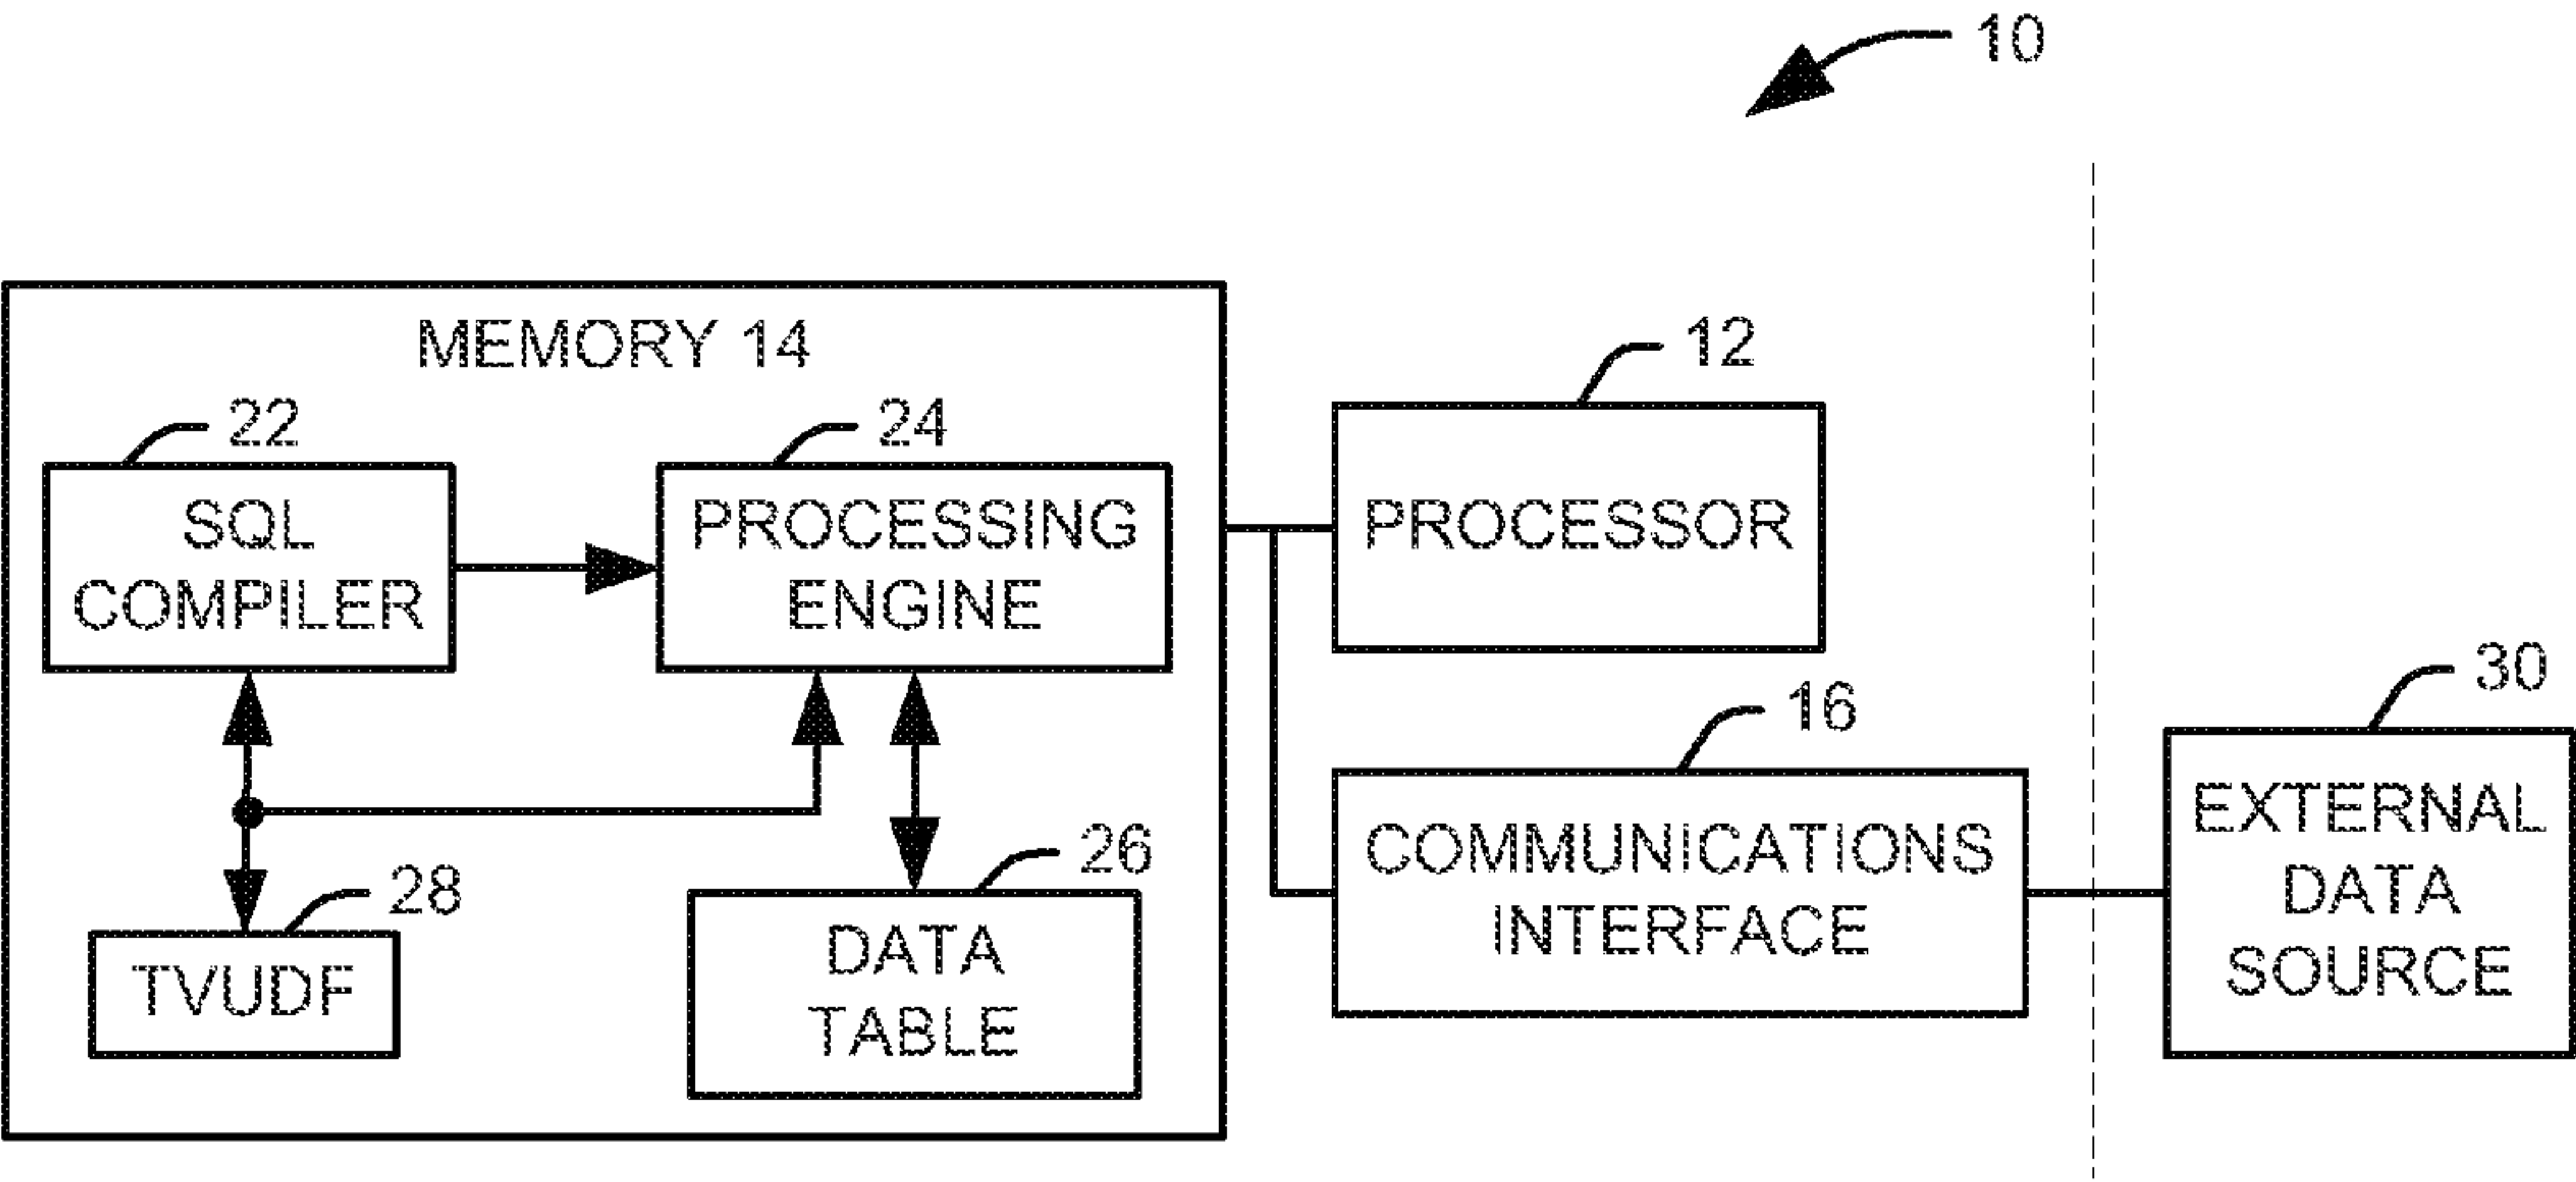 10
MEMORY 14
12
22
24
SQL
COMPILER
PROCESSING
ENGINE
PROCESSOR
30
16
28
26
TVUDF
DATA
TABLE
COMMUNICATIONS
INTERFACE
EXTERNAL
DATA
SOURCE